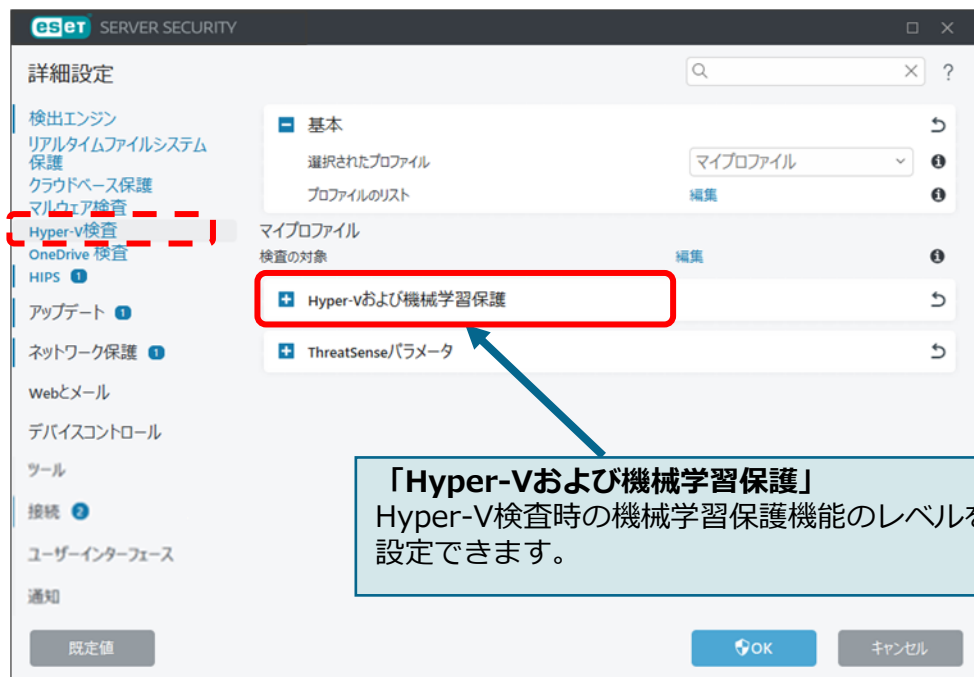 eset SERVER SECURITY
詳細設定
?
検出エンジン
リアルタイムファイルシステム
保護
クラウドベース保護
マルウェア検査
Hyper-V検査
OneDrive 検査
HIPS 1
アップデート 1
ネットワーク保護 1
Webとメール
デバイスコントロール
ツール
接続 2
ユーザーインターフェース
通知
基本
選択されたプロファイル マイプロファイル
プロファイルのリスト 編集
マイプロファイル
検査の対象 編集
Hyper-Vおよび機械学習保護
ThreatSenseパラメータ
「Hyper-Vおよび機械学習保護」
Hyper-V検査時の機械学習保護機能のレベルを
設定できます。
既定値 OK キャンセル